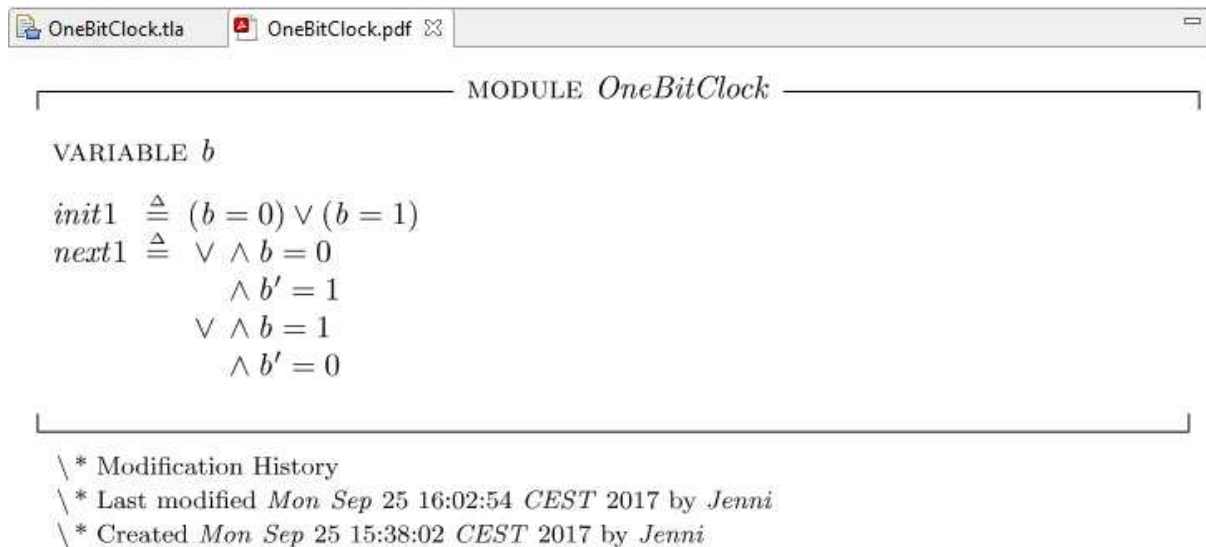 OneBitClock.tla OneBitClock.pdf
MODULE OneBitClock
VARIABLE b
init1 ≜ (b = 0) ∨ (b = 1)
next1 ≜ ∨ ∧ b = 0
∧ b′ = 1
∨ ∧ b = 1
∧ b′ = 0
\ * Modification History
\ * Last modified Mon Sep 25 16:02:54 CEST 2017 by Jenni
\ * Created Mon Sep 25 15:38:02 CEST 2017 by Jenni